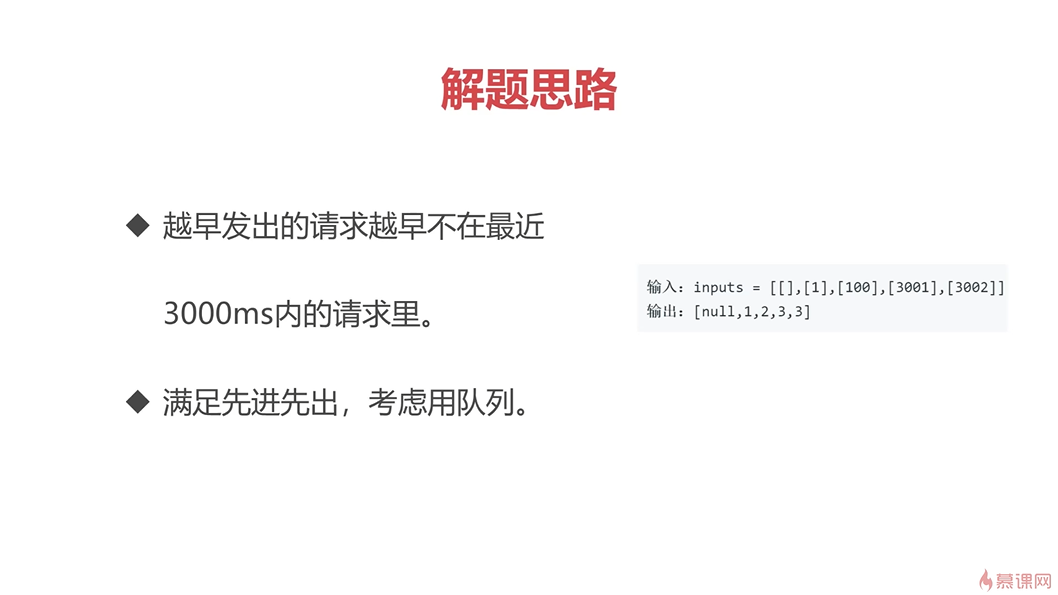 解题思路
◆ 越早发出的请求越早不在最近
3000ms内的请求里。
◆ 满足先进先出，考虑用队列。
输入：inputs = [[],[1],[100],[3001],[3002]]
输出：[null,1,2,3,3]
慕课网